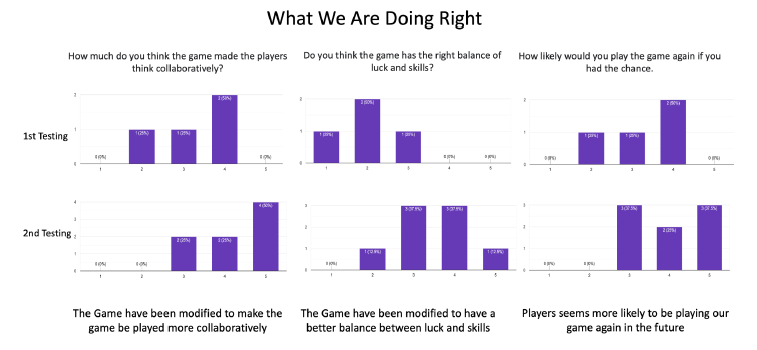 What We Are Doing Right
How much do you think the game made the players
think collaboratively?
Do you think the game has the right balance of
luck and skills?
How likely would you play the game again if you
had the chance.
1st Testing
2
1
0
0 (0%)
1 (25%)
1 (25%)
2 (50%)
0 (0%)
1 2 3 4 5
2
1
0
1 (25%)
2 (50%)
1 (25%)
0 (0%)
0 (0%)
1 2 3 4 5
2
1
0
0 (0%)
1 (25%)
1 (25%)
2 (50%)
0 (0%)
1 2 3 4 5
2nd Testing
4
3
2
1
0
0 (0%)
0 (0%)
2 (25%)
2 (25%)
4 (50%)
1 2 3 4 5
3
2
1
0
0 (0%)
1 (12.5%)
3 (37.5%)
3 (37.5%)
1 (12.5%)
1 2 3 4 5
3
2
1
0
0 (0%)
0 (0%)
3 (37.5%)
2 (25%)
3 (37.5%)
1 2 3 4 5
The Game have been modified to make the
game be played more collaboratively
The Game have been modified to have a
better balance between luck and skills
Players seems more likely to be playing our
game again in the future